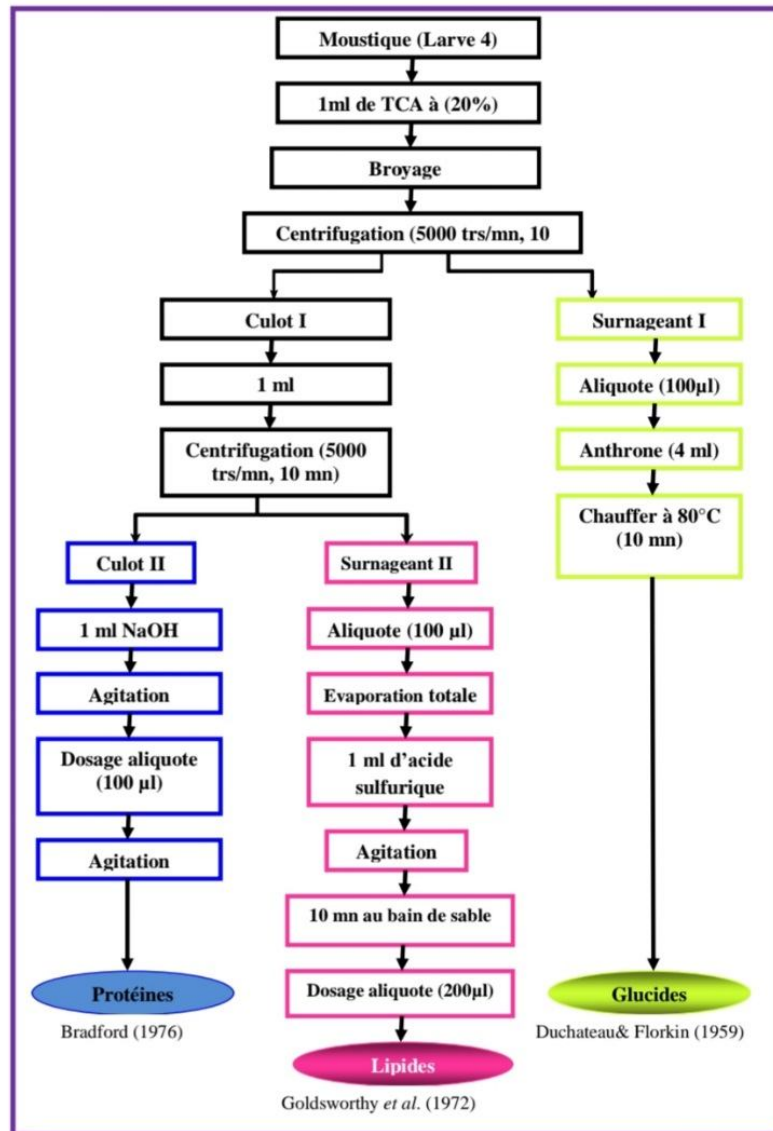 Moustique (Larve 4)
1ml de TCA à (20%)
Broyage
Centrifugation (5000 trs/mn, 10
Culot I
1 ml
Centrifugation (5000
trs/mn, 10 mn)
Culot II
1 ml NaOH
Agitation
Dosage aliquote
(100 µl)
Agitation
Protéines
Bradford (1976)
Surnageant II
Aliquote (100 µl)
Evaporation totale
1 ml d'acide
sulfurique
Agitation
10 mn au bain de sable
Dosage aliquote (200µl)
Lipides
Goldsworthy et al. (1972)
Surnageant I
Aliquote (100µl)
Anthrone (4 ml)
Chauffer à 80°C
(10 mn)
Glucides
Duchateau& Florkin (1959)